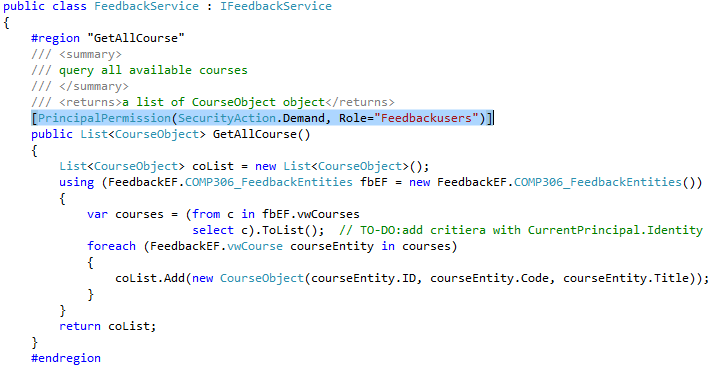 public class FeedbackService : IFeedbackService
{
    #region "GetAllCourse"
    /// <summary>
    /// query all available courses
    /// </summary>
    /// <returns>a list of CourseObject object</returns>
    [PrincipalPermission(SecurityAction.Demand, Role="Feedbackusers")]
    public List<CourseObject> GetAllCourse()
    {
        List<CourseObject> coList = new List<CourseObject>();
        using (FeedbackEF.COMP306_FeedbackEntities fbEF = new FeedbackEF.COMP306_FeedbackEntities())
        {
            var courses = (from c in fbEF.vwCourses
                           select c).ToList();  // TO-DO:add critiera with CurrentPrincipal.Identity
            foreach (FeedbackEF.vwCourse courseEntity in courses)
            {
                coList.Add(new CourseObject(courseEntity.ID, courseEntity.Code, courseEntity.Title));
            }
        }
        return coList;
    }
    #endregion